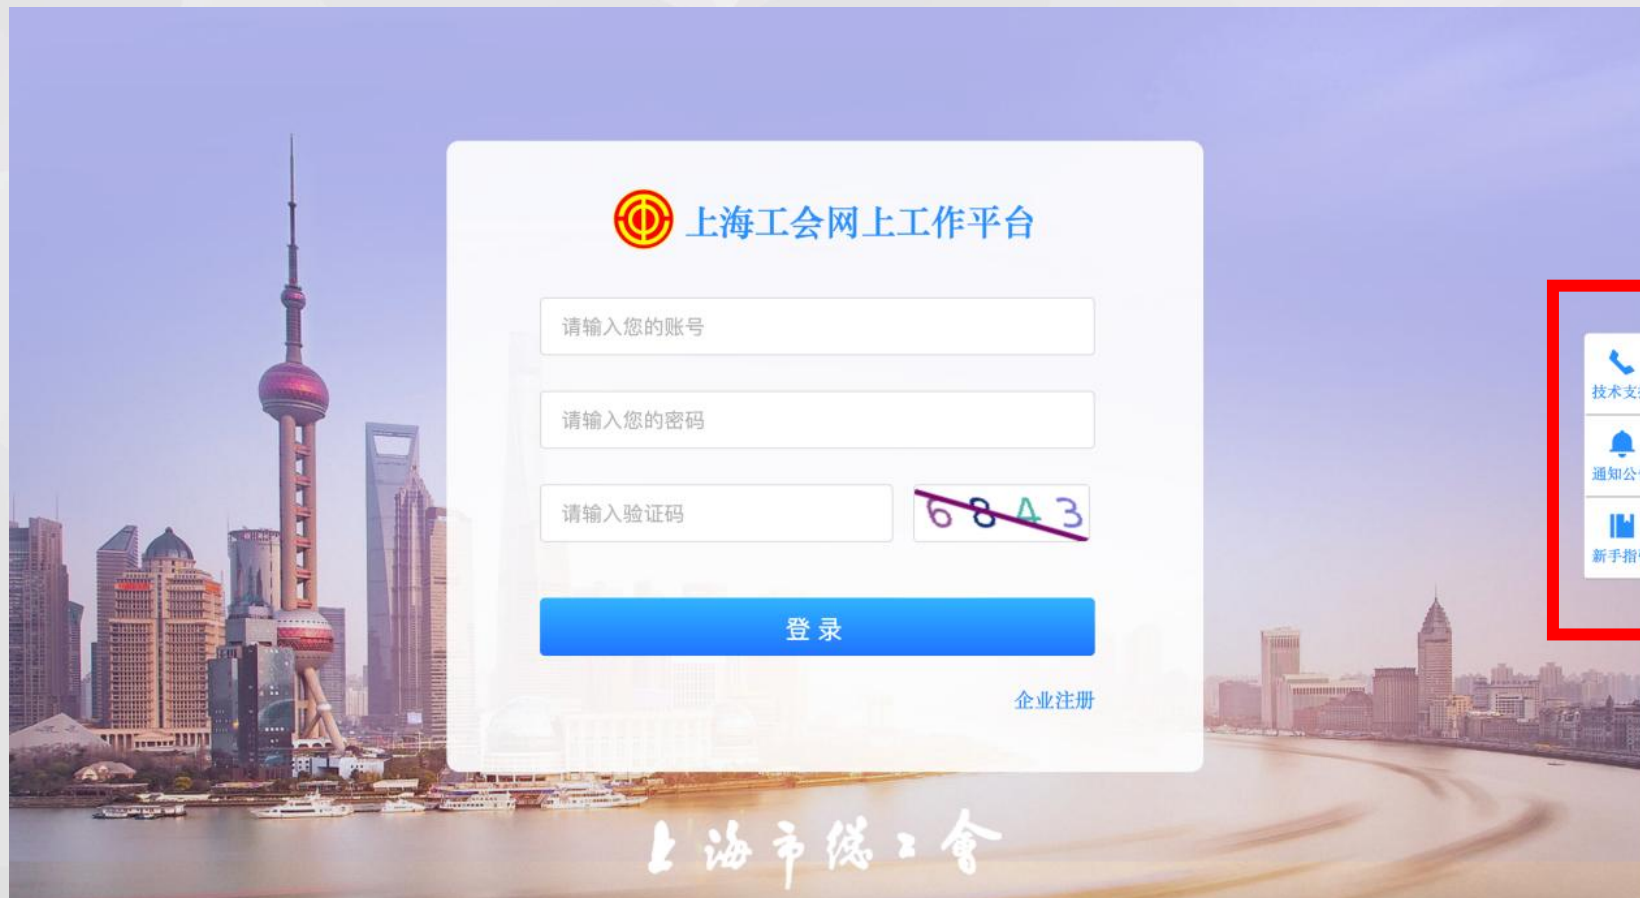 上海工会网上工作平台
请输入您的账号
请输入您的密码
请输入验证码
6843
登录
企业注册
技术支
通知公
新手指
上海市總工會